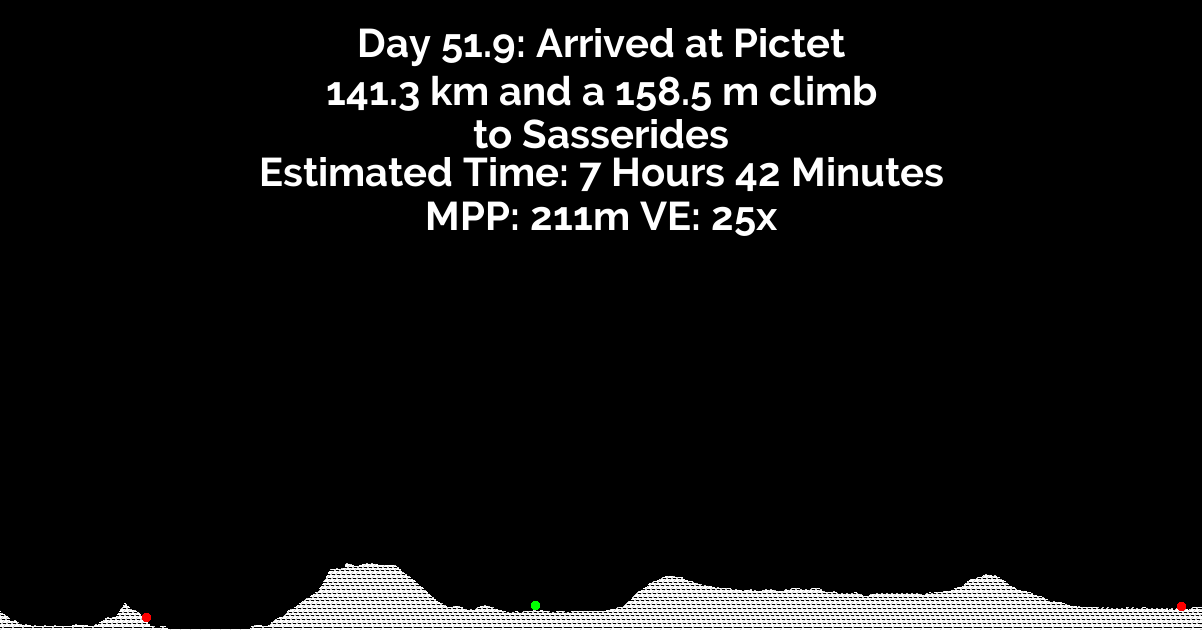 Day 51.9: Arrived at Pictet
141.3 km and a 158.5 m climb
to Sasserides
Estimated Time: 7 Hours 42 Minutes
MPP: 211m VE: 25x